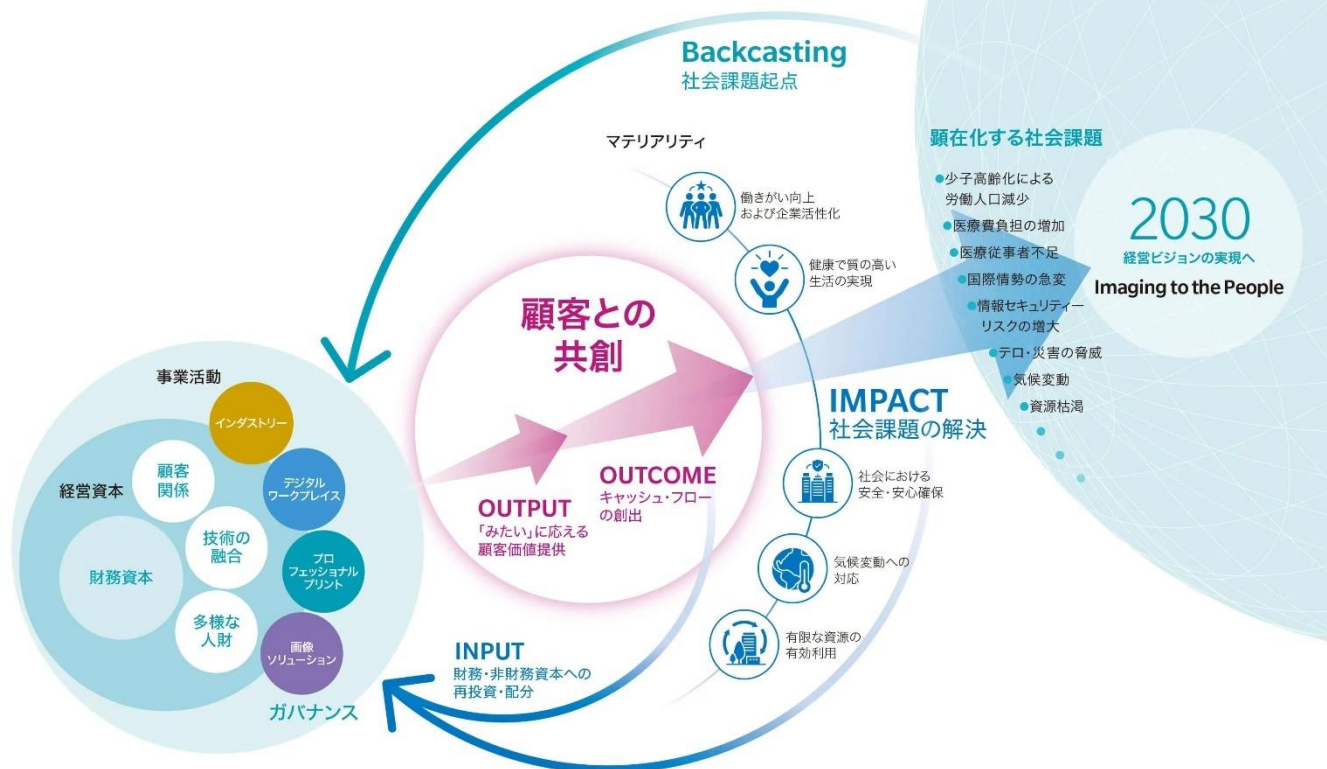 Backcasting
社会課題起点
マテリアリティ
働きがい向上
および企業活性化
健康で質の高い
生活の実現
顕在化する社会課題
●少子高齢化による
労働人口減少
●医療費負担の増加
●医療従事者不足
●国際情勢の急変
●情報セキュリティー
リスクの増大
●テロ・災害の脅威
●気候変動
●資源枯渇
2030
経営ビジョンの実現へ
Imaging to the People
顧客との
共創
OUTPUT
「みたい」に応える
顧客価値提供
OUTCOME
キャッシュ・フロー
の創出
IMPACT
社会課題の解決
社会における
安全・安心確保
気候変動への
対応
有限な資源の
有効利用
事業活動
インダストリー
デジタル
ワークプレイス
プロ
フェッショナル
プリント
画像
ソリューション
経営資本
顧客
関係
技術の
融合
財務資本
多様な
人財
ガバナンス
INPUT
財務・非財務資本への
再投資・配分